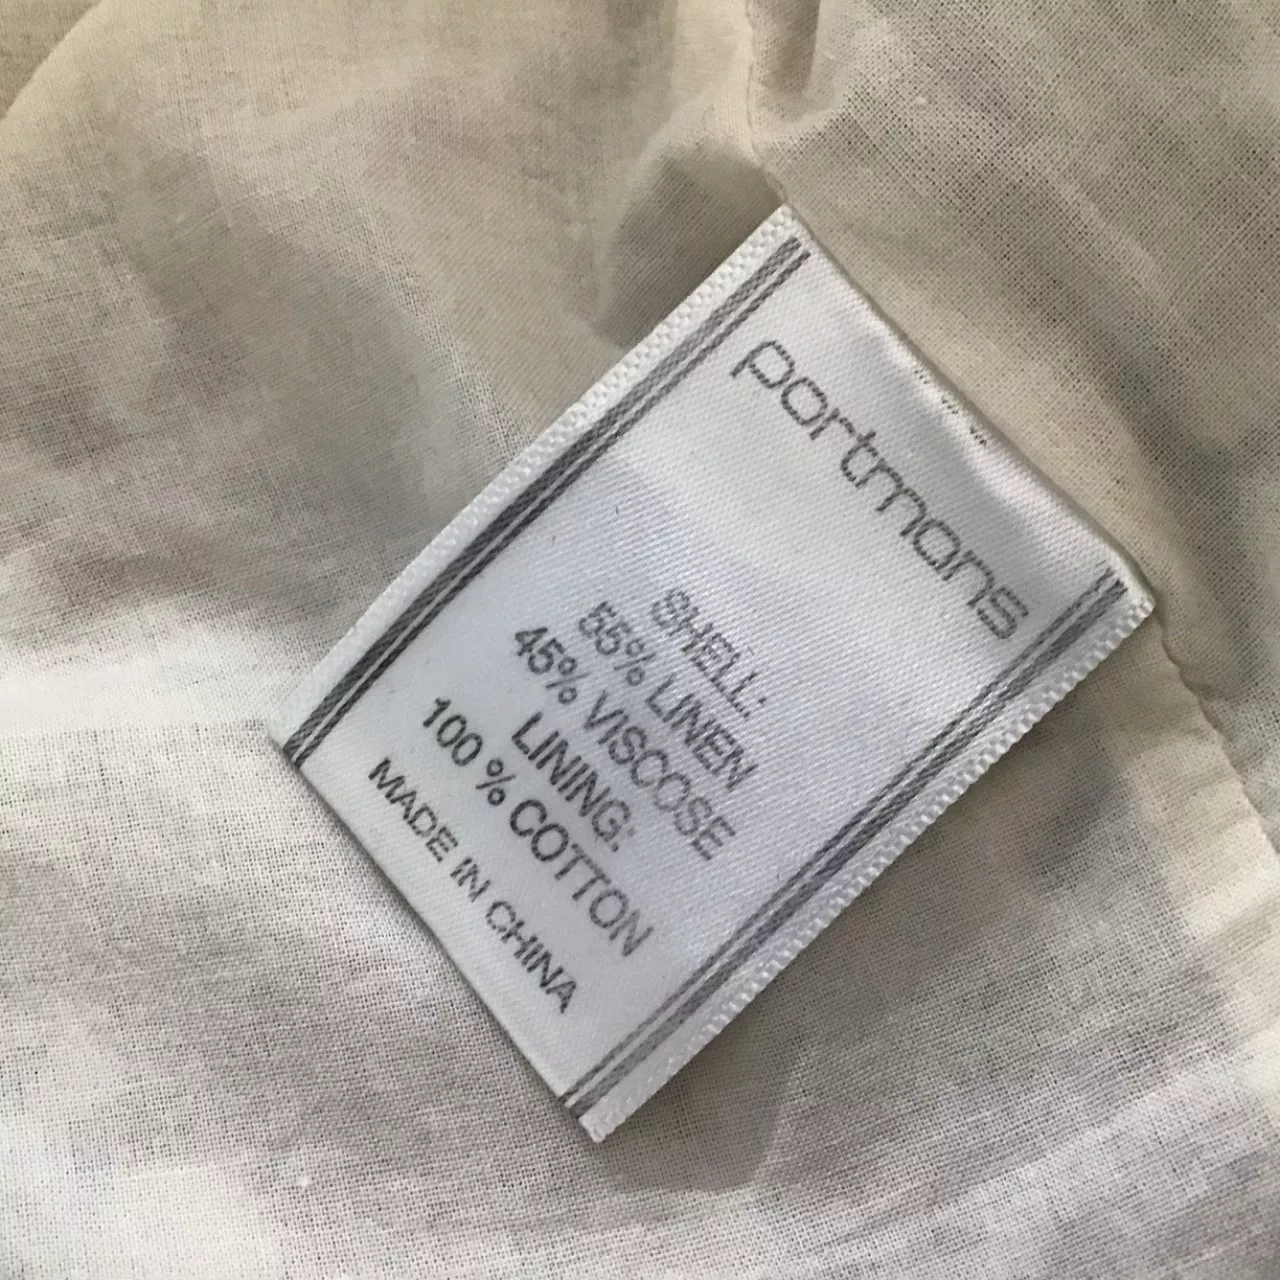 portmans
SHELL:
55% LINEN
45% VISCOSE
LINING:
100 % COTTON
MADE IN CHINA